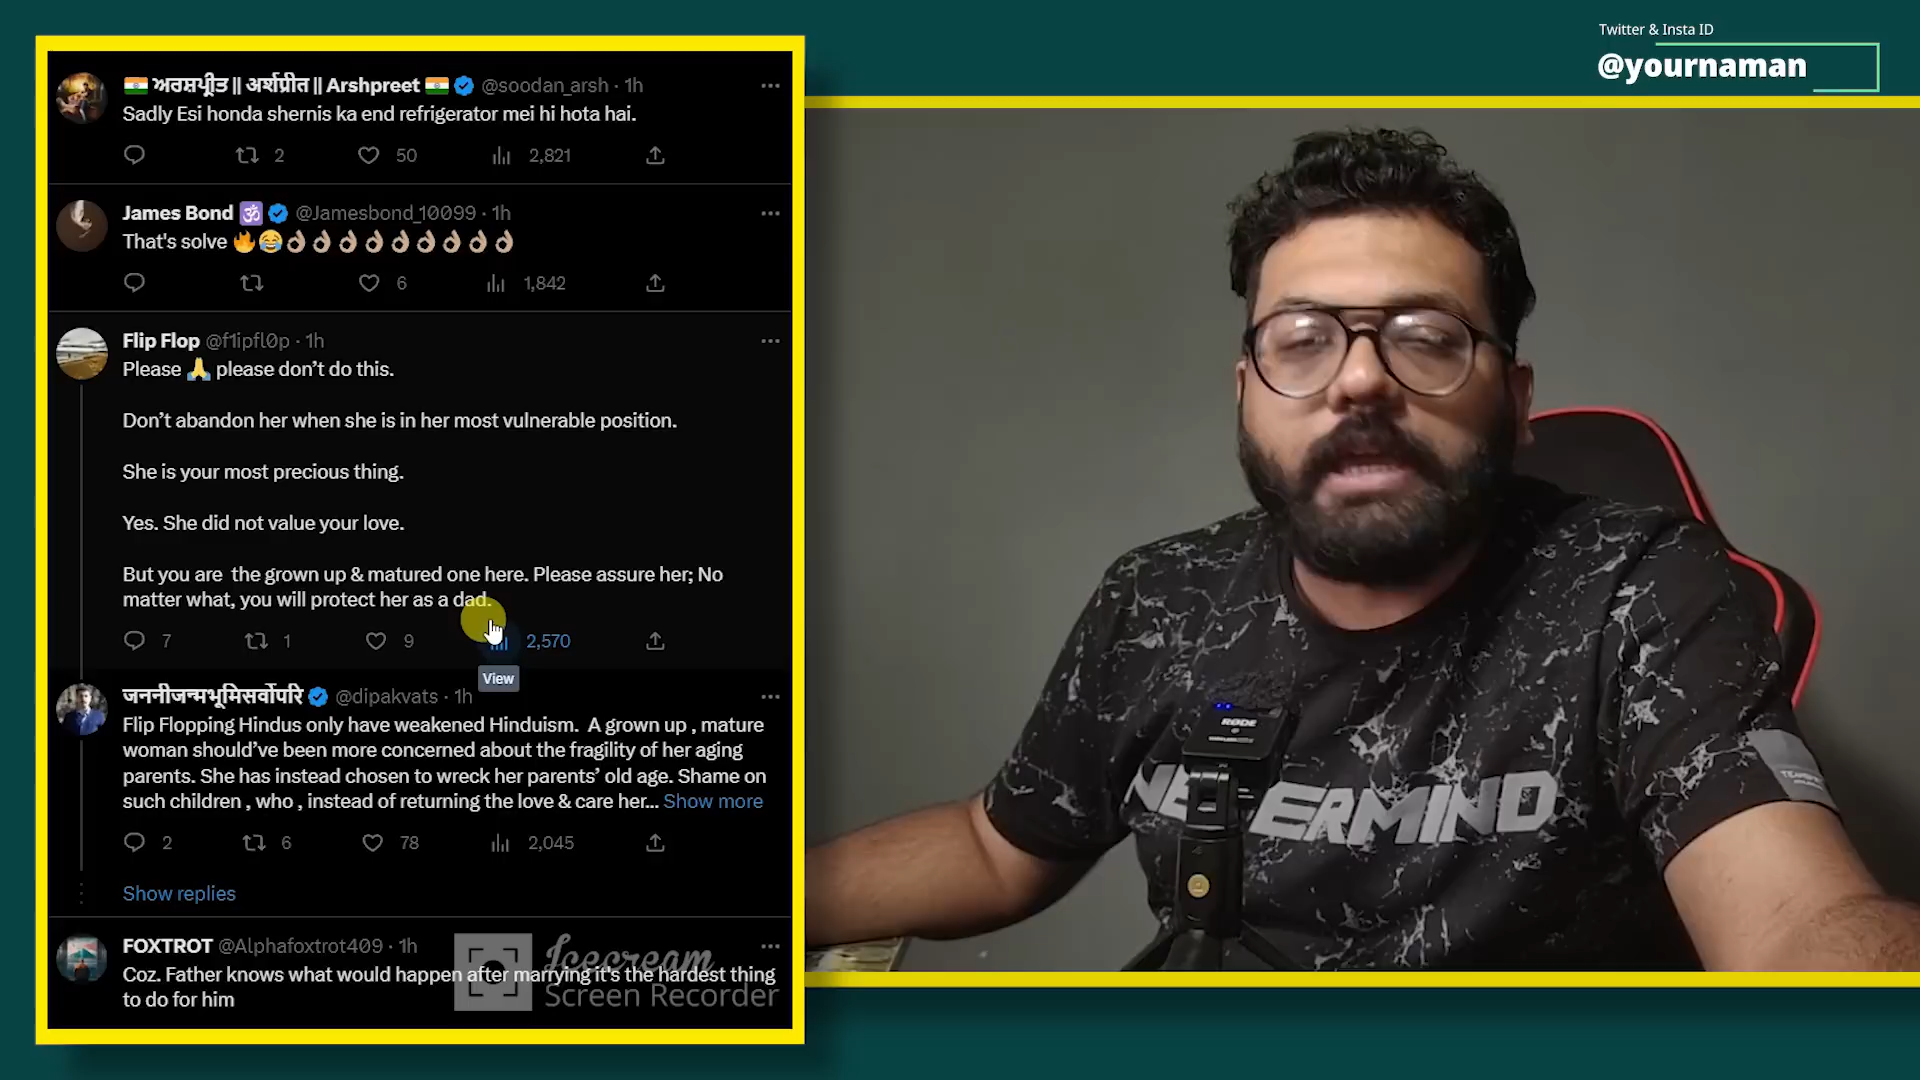 Twitter & Insta ID
@yournaman
🇮🇳 ਅਰਸ਼ਪ੍ਰੀਤ || अर्शप्रीत || Arshpreet 🇮🇳 @soodan_arsh · 1h
Sadly Esi honda shernis ka end refrigerator mei hi hota hai.
2 50 2,821
James Bond 🕉 @Jamesbond_10099 · 1h
That's solve 🔥😂👌🏽👌🏽👌🏽👌🏽👌🏽👌🏽👌🏽👌🏽👌🏽
6 1,842
Flip Flop @f1ipfl0p · 1h
Please 🙏 please don’t do this.
Don’t abandon her when she is in her most vulnerable position.
She is your most precious thing.
Yes. She did not value your love.
But you are the grown up & matured one here. Please assure her; No
matter what, you will protect her as a dad.
7 1 9 2,570
View
जननीजन्मभूमिसर्वोपरि @dipakvats · 1h
Flip Flopping Hindus only have weakened Hinduism. A grown up , mature
woman should’ve been more concerned about the fragility of her aging
parents. She has instead chosen to wreck her parents’ old age. Shame on
such children , who , instead of returning the love & care her... Show more
2 6 78 2,045
Show replies
FOXTROT @Alphafoxtrot409 · 1h
Coz. Father knows what would happen after marrying it's the hardest thing
to do for him
Icecream
Screen Recorder
RODE
NEVERMIND